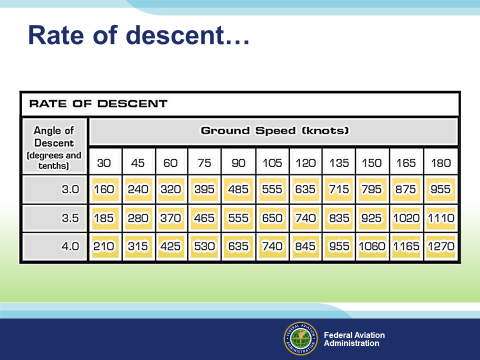 Rate of descent…
RATE OF DESCENT
Angle of
Descent
(degrees and
tenths)
Ground Speed (knots)
30 45 60 75 90 105 120 135 150 165 180
3.0 160 240 320 395 485 555 635 715 795 875 955
3.5 185 280 370 465 555 650 740 835 925 1020 1110
4.0 210 315 425 530 635 740 845 955 1060 1165 1270
Federal Aviation
Administration